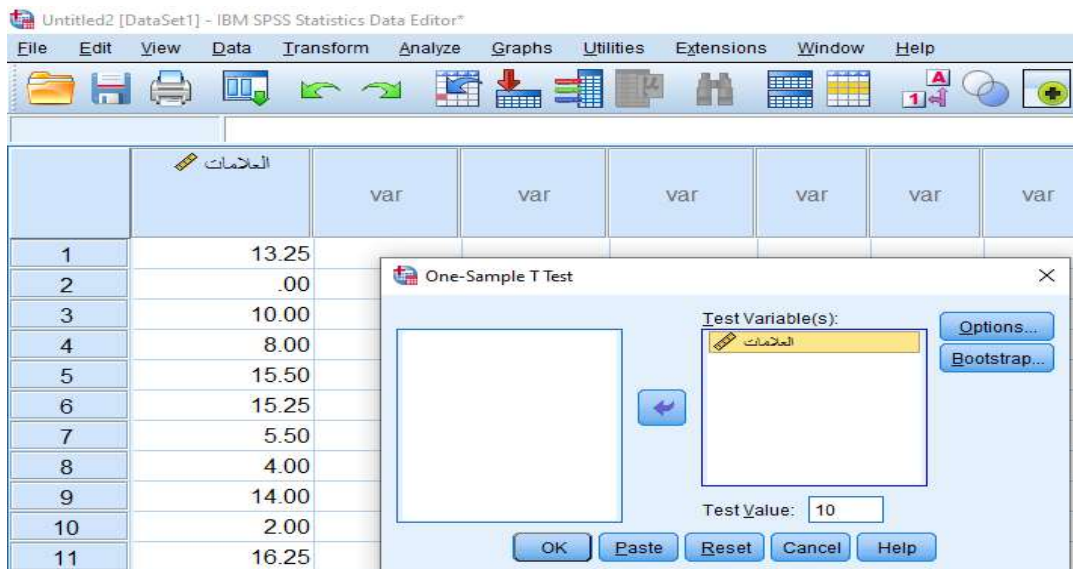 Untitled2 [DataSet1] - IBM SPSS Statistics Data Editor*
File Edit View Data Transform Analyze Graphs Utilities Extensions Window Help
العلامات var var var var var var
1 13.25
2 .00
3 10.00
4 8.00
5 15.50
6 15.25
7 5.50
8 4.00
9 14.00
10 2.00
11 16.25
One-Sample T Test
Test Variable(s):
العلامات
Options...
Bootstrap...
Test Value: 10
OK Paste Reset Cancel Help